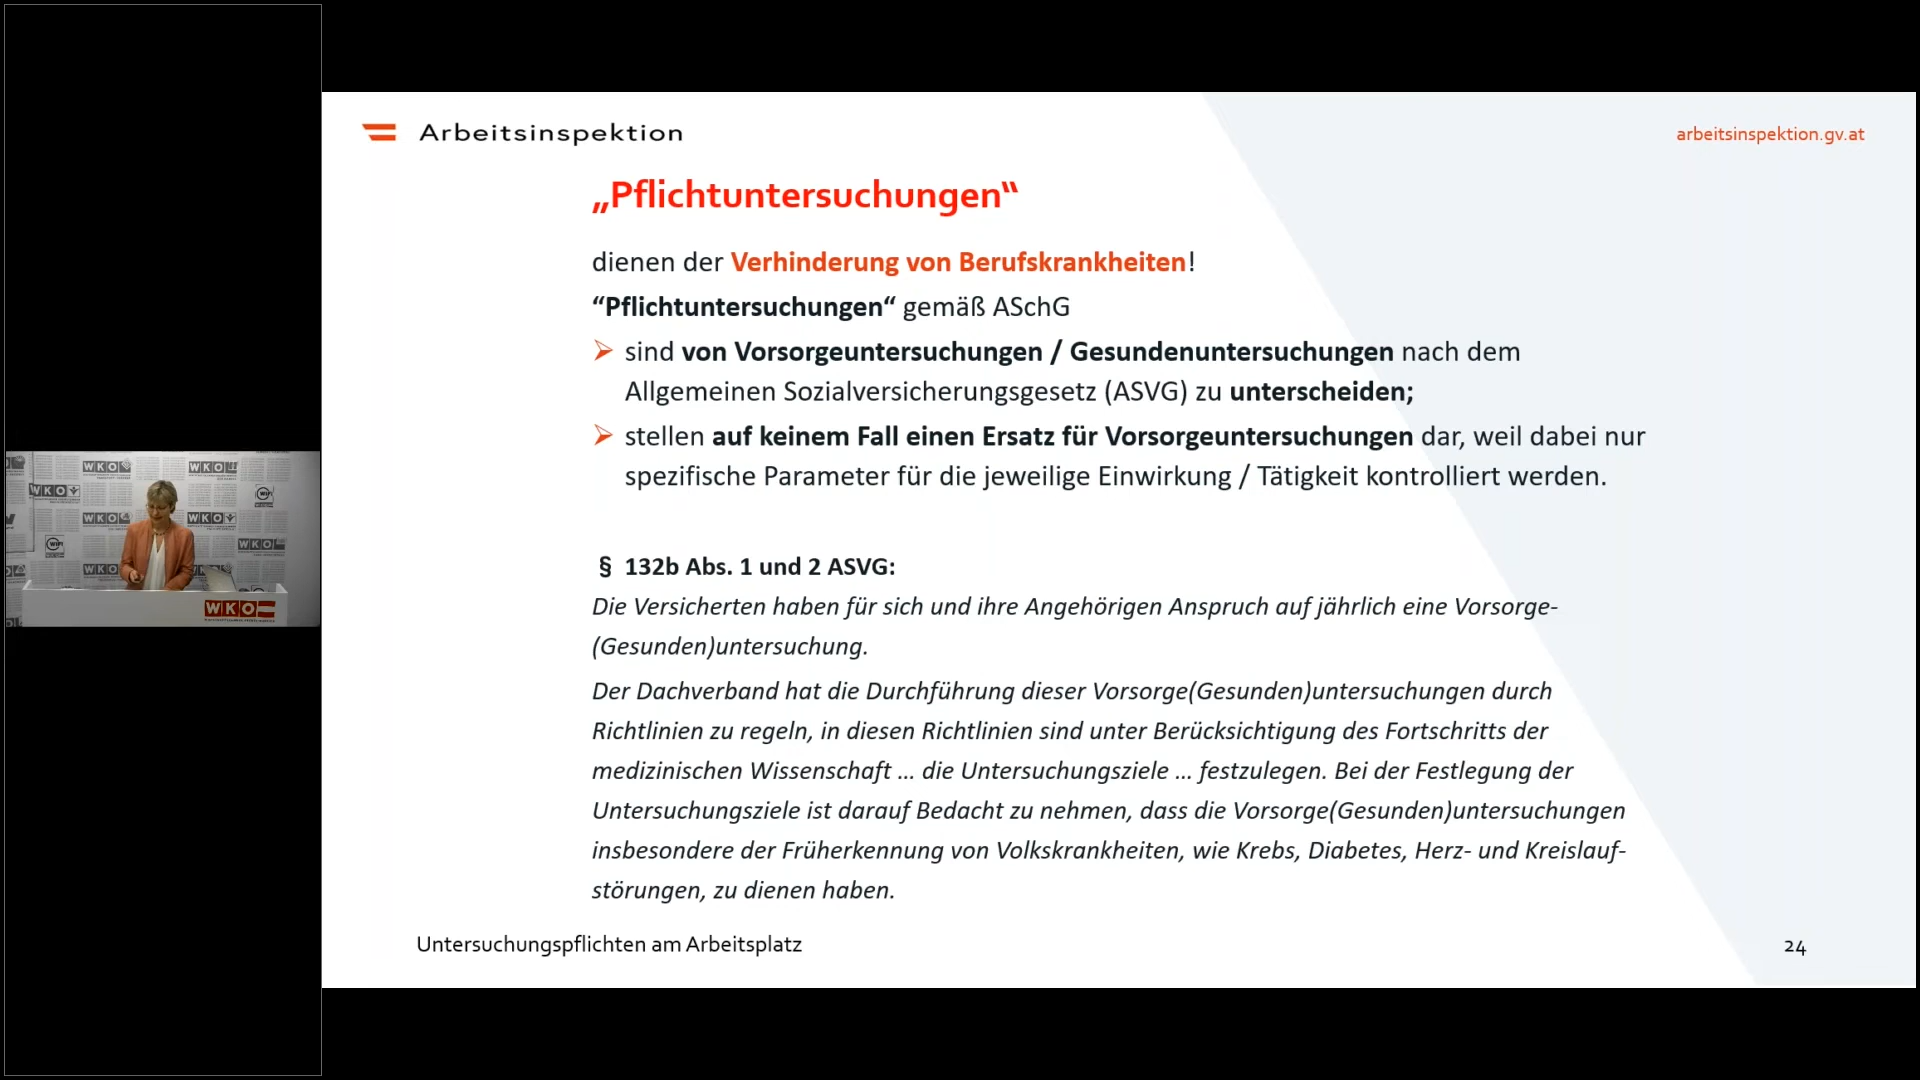 Arbeitsinspektion
arbeitsinspektion.gv.at
„Pflichtuntersuchungen“
dienen der Verhinderung von Berufskrankheiten!
“Pflichtuntersuchungen“ gemäß ASchG
sind von Vorsorgeuntersuchungen / Gesundenuntersuchungen nach dem
Allgemeinen Sozialversicherungsgesetz (ASVG) zu unterscheiden;
stellen auf keinem Fall einen Ersatz für Vorsorgeuntersuchungen dar, weil dabei nur
spezifische Parameter für die jeweilige Einwirkung / Tätigkeit kontrolliert werden.
§ 132b Abs. 1 und 2 ASVG:
Die Versicherten haben für sich und ihre Angehörigen Anspruch auf jährlich eine Vorsorge-
(Gesunden)untersuchung.
Der Dachverband hat die Durchführung dieser Vorsorge(Gesunden)untersuchungen durch
Richtlinien zu regeln, in diesen Richtlinien sind unter Berücksichtigung des Fortschritts der
medizinischen Wissenschaft ... die Untersuchungsziele ... festzulegen. Bei der Festlegung der
Untersuchungsziele ist darauf Bedacht zu nehmen, dass die Vorsorge(Gesunden)untersuchungen
insbesondere der Früherkennung von Volkskrankheiten, wie Krebs, Diabetes, Herz- und Kreislauf-
störungen, zu dienen haben.
Untersuchungspflichten am Arbeitsplatz
24
WKO
WKO
WKO
WKO
WKO
WKO
WKO
WKO
WKO